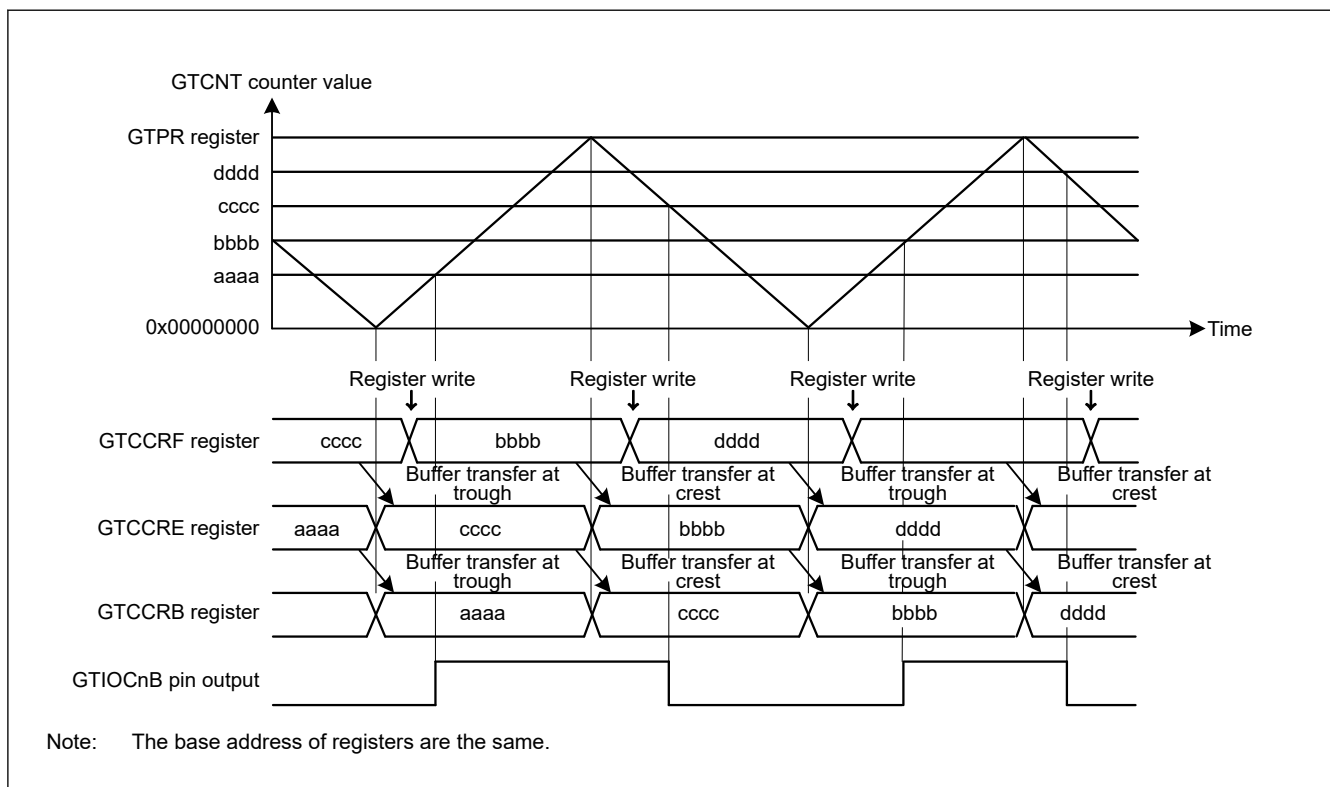 GTCNT counter value
GTPR register
dddd
cccc
bbbb
aaaa
0x00000000
Time
Register write Register write Register write Register write
GTCCRF register cccc bbbb dddd
Buffer transfer at trough Buffer transfer at crest Buffer transfer at trough Buffer transfer at crest
GTCCRE register aaaa cccc bbbb dddd
Buffer transfer at trough Buffer transfer at crest Buffer transfer at trough Buffer transfer at crest
GTCCRB register aaaa cccc bbbb dddd
GTIOCnB pin output
Note: The base address of registers are the same.